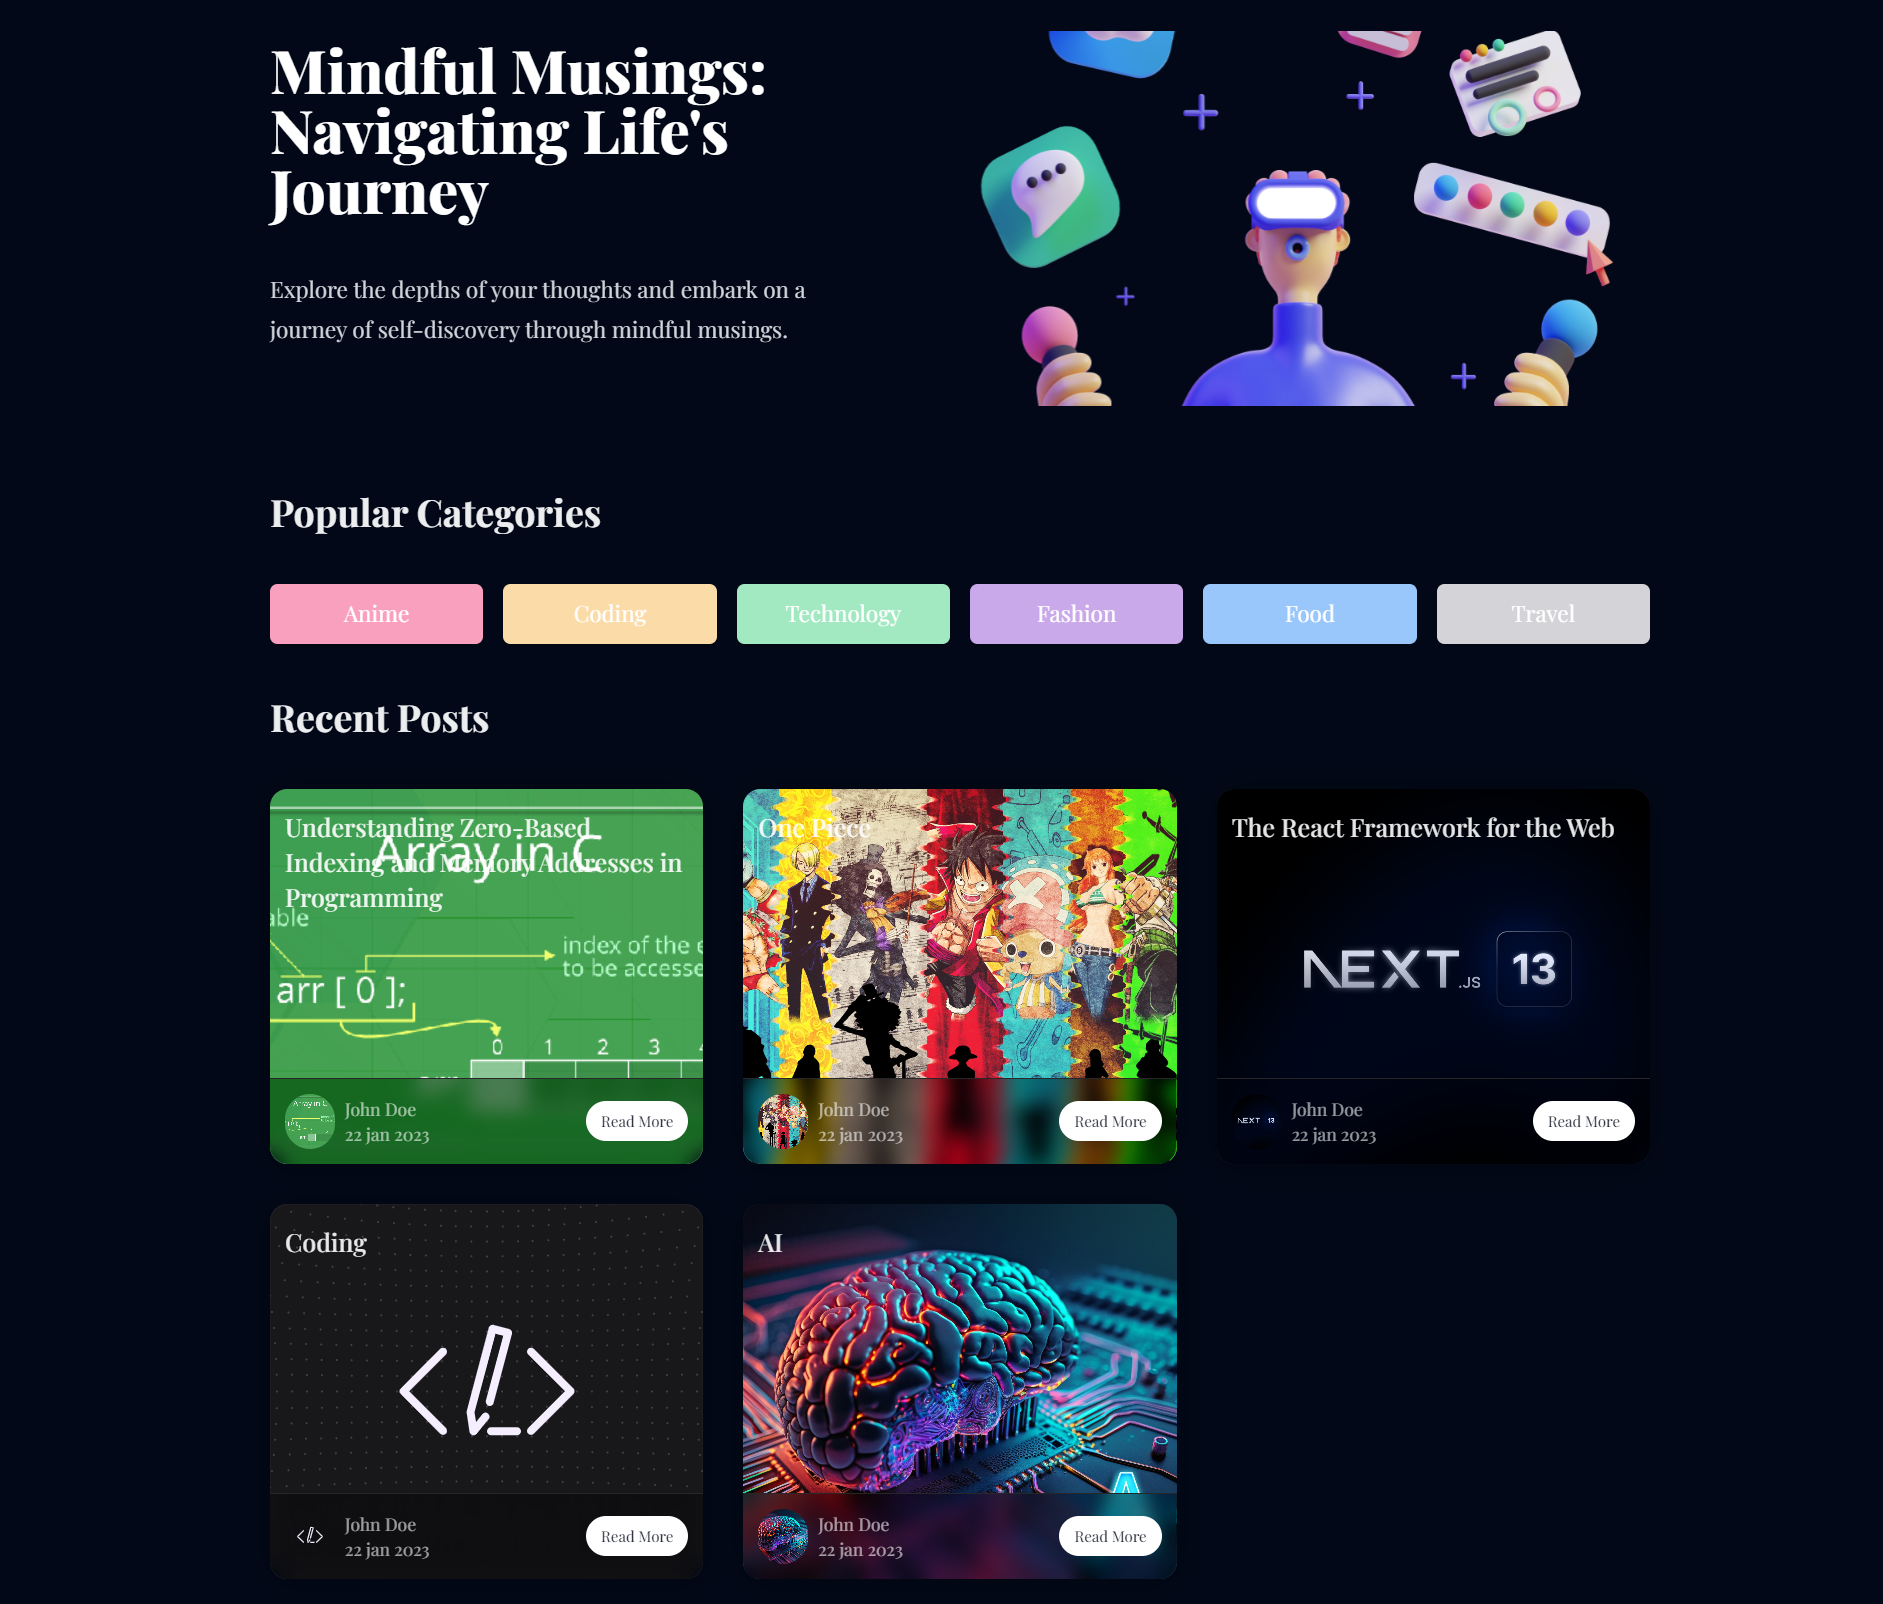 Mindful Musings:
Navigating Life's
Journey
Explore the depths of your thoughts and embark on a
journey of self-discovery through mindful musings.
Popular Categories
Anime
Coding
Technology
Fashion
Food
Travel
Recent Posts
Understanding Zero-Based
Indexing and Memory Addresses in
Programming
Array in C
able
index of the e
to be accesse
arr [ 0 ];
0 1 2 3 4
John Doe
22 jan 2023
Read More
One Piece
John Doe
22 jan 2023
Read More
The React Framework for the Web
NEXT.JS 13
John Doe
22 jan 2023
Read More
Coding
John Doe
22 jan 2023
Read More
AI
A
John Doe
22 jan 2023
Read More